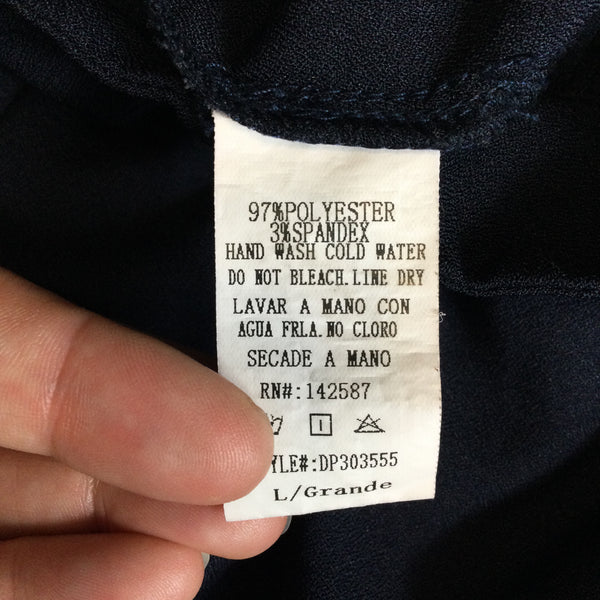 97%POLYESTER
3%SPANDEX
HAND WASH COLD WATER
DO NOT BLEACH.LINE DRY
LAVAR A MANO CON
AGUA FRLA.NO CLORO
SECADE A MANO
RN#:142587
YLE#:DP303555
L/Grande